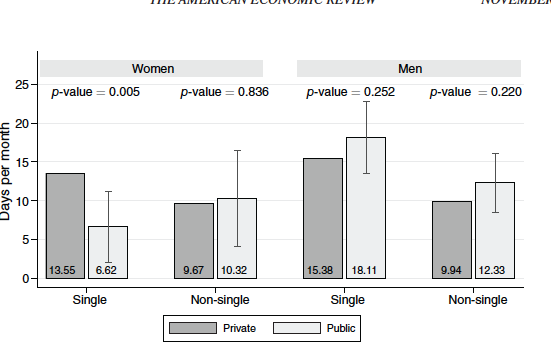 THE AMERICAN ECONOMIC REVIEW NOVEMBER
Women Men
p-value = 0.005 p-value = 0.836 p-value = 0.252 p-value = 0.220
Days per month
25
20
15
10
5
0
13.55 6.62 9.67 10.32 15.38 18.11 9.94 12.33
Single Non-single Single Non-single
Private Public